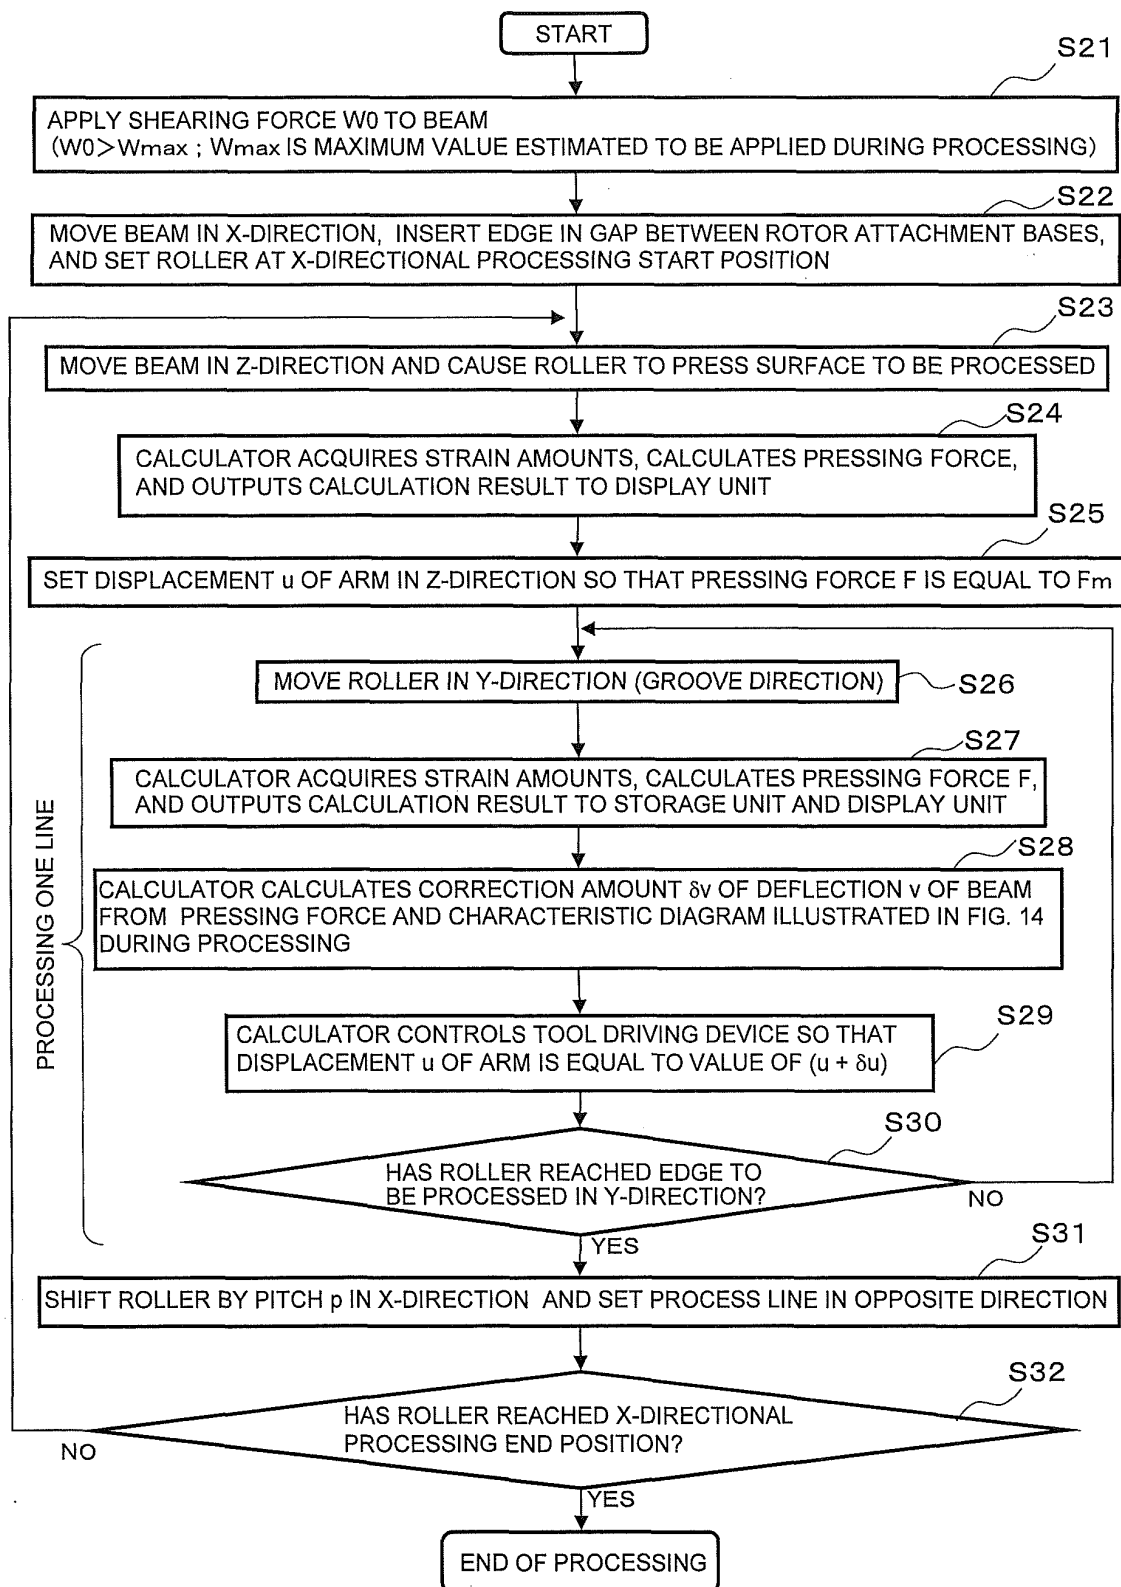 START
S21
APPLY SHEARING FORCE W0 TO BEAM
(W0>Wmax ; Wmax IS MAXIMUM VALUE ESTIMATED TO BE APPLIED DURING PROCESSING)
S22
MOVE BEAM IN X-DIRECTION, INSERT EDGE IN GAP BETWEEN ROTOR ATTACHMENT BASES,
AND SET ROLLER AT X-DIRECTIONAL PROCESSING START POSITION
S23
MOVE BEAM IN Z-DIRECTION AND CAUSE ROLLER TO PRESS SURFACE TO BE PROCESSED
S24
CALCULATOR ACQUIRES STRAIN AMOUNTS, CALCULATES PRESSING FORCE,
AND OUTPUTS CALCULATION RESULT TO DISPLAY UNIT
S25
SET DISPLACEMENT u OF ARM IN Z-DIRECTION SO THAT PRESSING FORCE F IS EQUAL TO Fm
PROCESSING ONE LINE
MOVE ROLLER IN Y-DIRECTION (GROOVE DIRECTION)
S26
S27
CALCULATOR ACQUIRES STRAIN AMOUNTS, CALCULATES PRESSING FORCE F,
AND OUTPUTS CALCULATION RESULT TO STORAGE UNIT AND DISPLAY UNIT
S28
CALCULATOR CALCULATES CORRECTION AMOUNT δv OF DEFLECTION v OF BEAM
FROM PRESSING FORCE AND CHARACTERISTIC DIAGRAM ILLUSTRATED IN FIG. 14
DURING PROCESSING
S29
CALCULATOR CONTROLS TOOL DRIVING DEVICE SO THAT
DISPLACEMENT u OF ARM IS EQUAL TO VALUE OF (u + δu)
S30
HAS ROLLER REACHED EDGE TO
BE PROCESSED IN Y-DIRECTION?
NO
YES
S31
SHIFT ROLLER BY PITCH p IN X-DIRECTION AND SET PROCESS LINE IN OPPOSITE DIRECTION
S32
HAS ROLLER REACHED X-DIRECTIONAL
PROCESSING END POSITION?
NO
YES
END OF PROCESSING